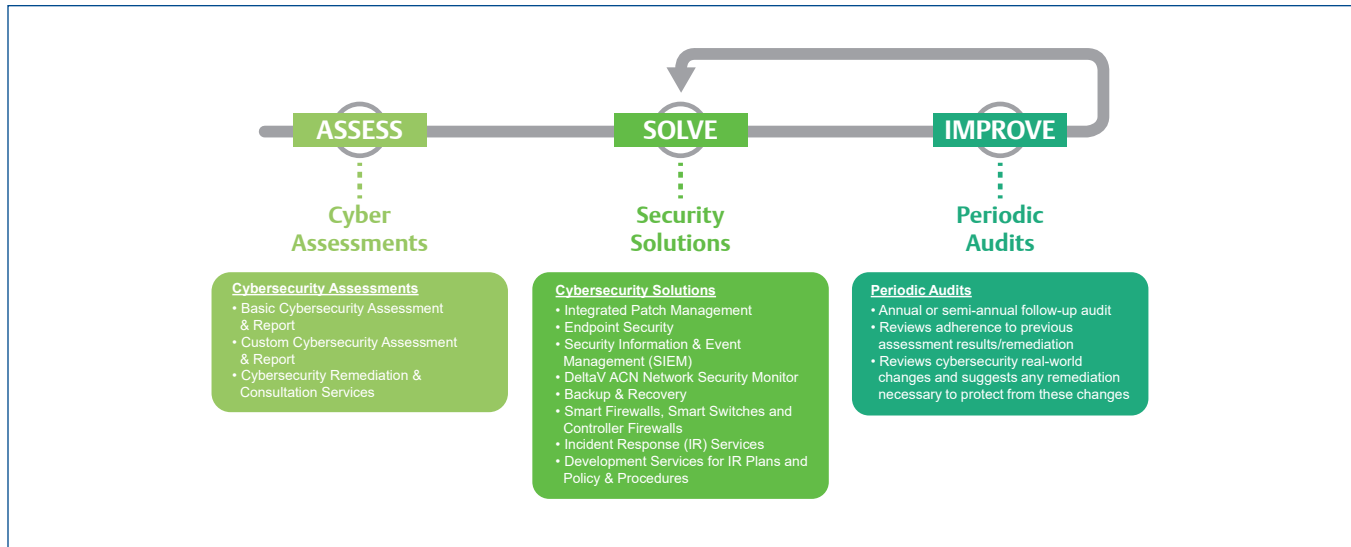 ASSESS
SOLVE
IMPROVE
Cyber
Assessments
Security
Solutions
Periodic
Audits
Cybersecurity Assessments
• Basic Cybersecurity Assessment
& Report
• Custom Cybersecurity Assessment
& Report
• Cybersecurity Remediation &
Consultation Services
Cybersecurity Solutions
• Integrated Patch Management
• Endpoint Security
• Security Information & Event
Management (SIEM)
• DeltaV ACN Network Security Monitor
• Backup & Recovery
• Smart Firewalls, Smart Switches and
Controller Firewalls
• Incident Response (IR) Services
• Development Services for IR Plans and
Policy & Procedures
Periodic Audits
• Annual or semi-annual follow-up audit
• Reviews adherence to previous
assessment results/remediation
• Reviews cybersecurity real-world
changes and suggests any remediation
necessary to protect from these changes